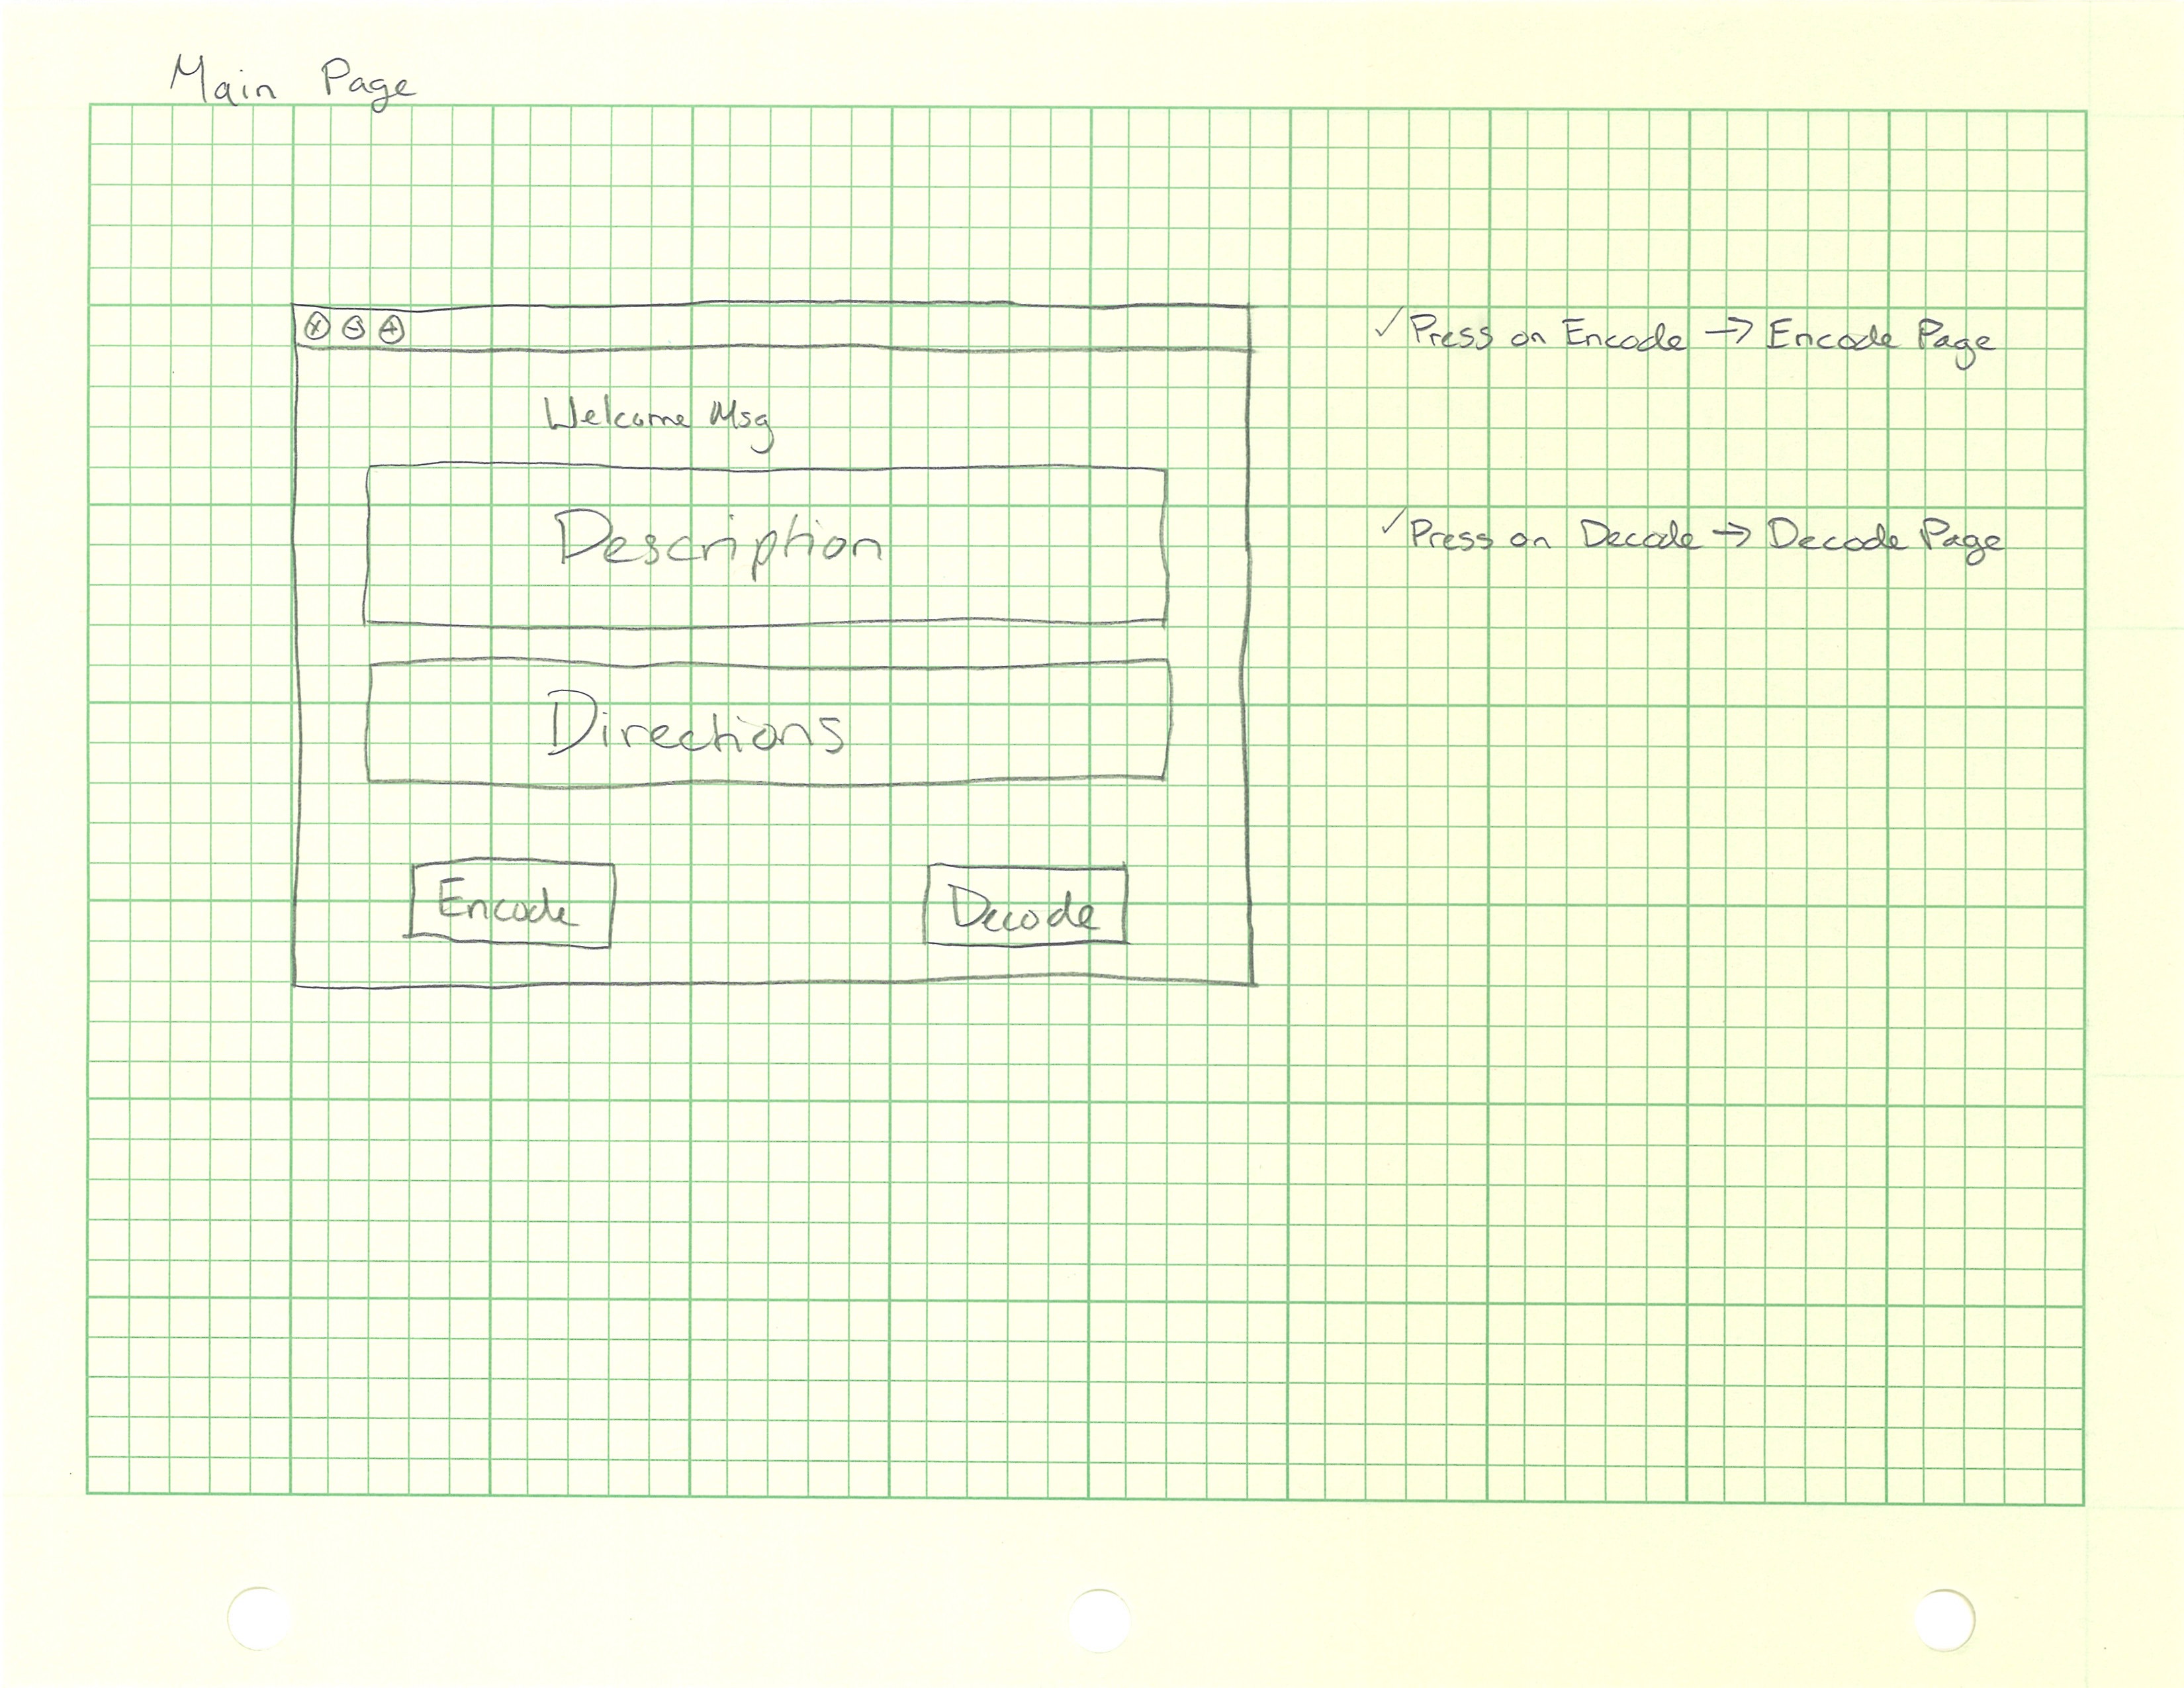 Main Page
Welcome Msg
Description
Directions
Encode
Decode
✓Press on Encode → Encode Page
✓Press on Decode → Decode Page